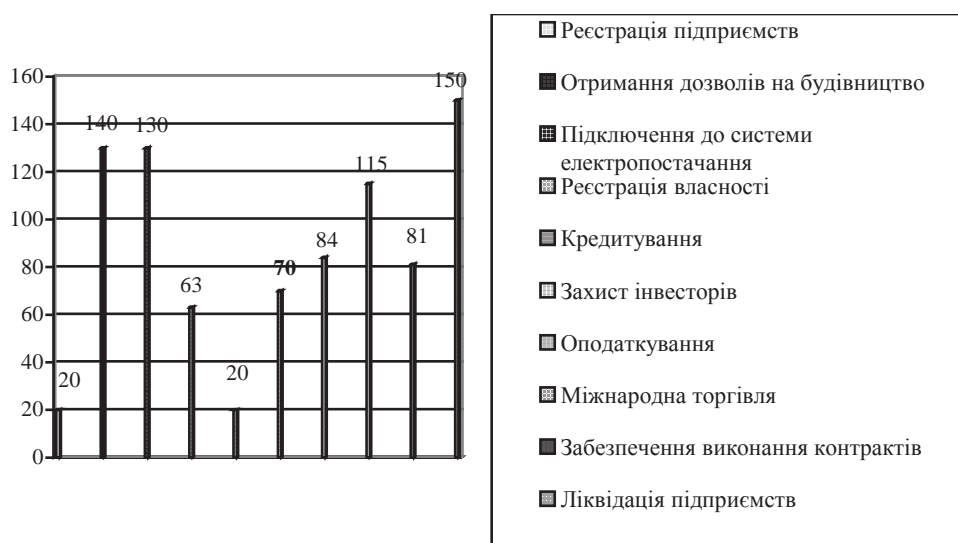 160
140
120
100
80
60
40
20
0
20
140
130
63
20
70
84
115
81
150
Реєстрація підприємств
Отримання дозволів на будівництво
Підключення до системи
електропостачання
Реєстрація власності
Кредитування
Захист інвесторів
Оподаткування
Міжнародна торгівля
Забезпечення виконання контрактів
Ліквідація підприємств